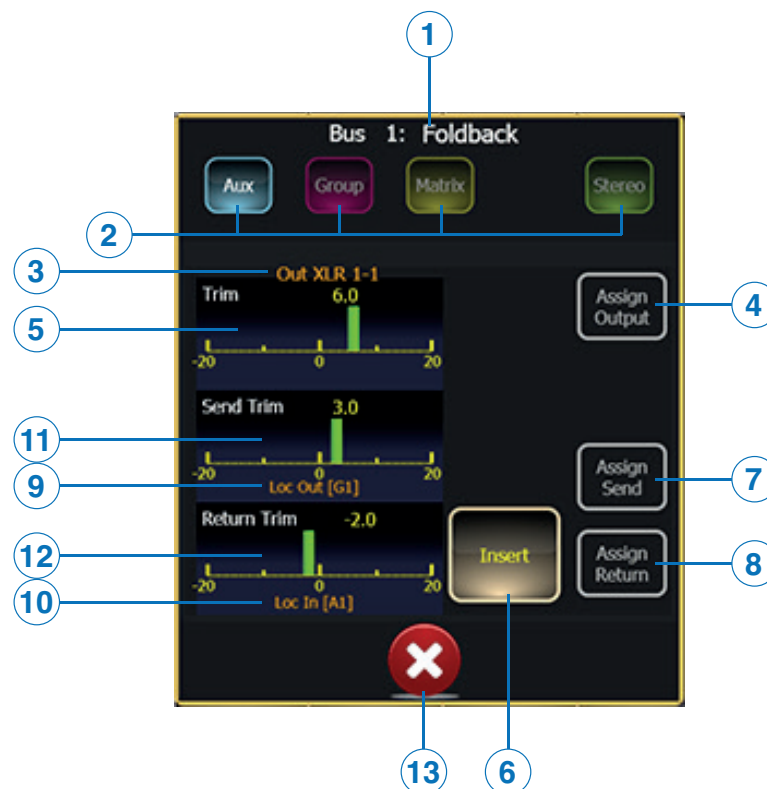 1
Bus 1: Foldback
Aux Group Matrix Stereo
2
3
Out XLR 1-1
Trim 6.0
Assign
Output
4
5
-20 0 20
Send Trim 3.0
11
-20 0 20
Assign
Send
7
9
Loc Out [G1]
Return Trim -2.0
12
Insert
Assign
Return
8
-20 0 20
10
Loc In [A1]
13 6